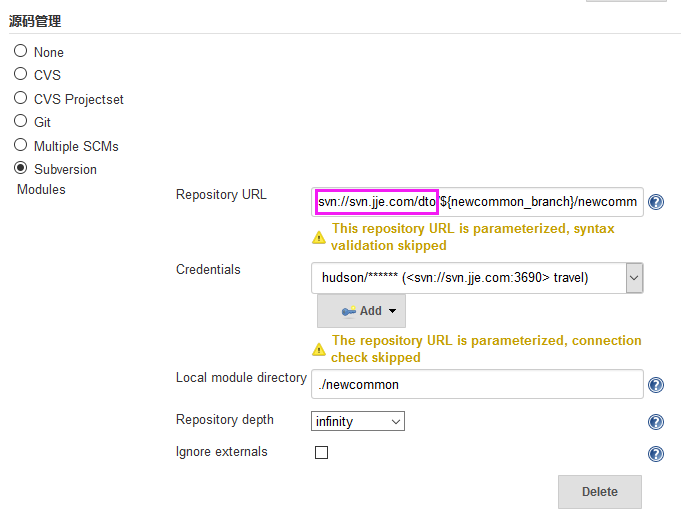 源码管理
None
CVS
CVS Projectset
Git
Multiple SCMs
Subversion
Modules
Repository URL
svn://svn.jje.com/dto/${newcommon_branch}/newcomm
This repository URL is parameterized, syntax
validation skipped
Credentials
hudson/****** (<svn://svn.jje.com:3690> travel)
Add
The repository URL is parameterized, connection
check skipped
Local module directory
./newcommon
Repository depth
infinity
Ignore externals
Delete